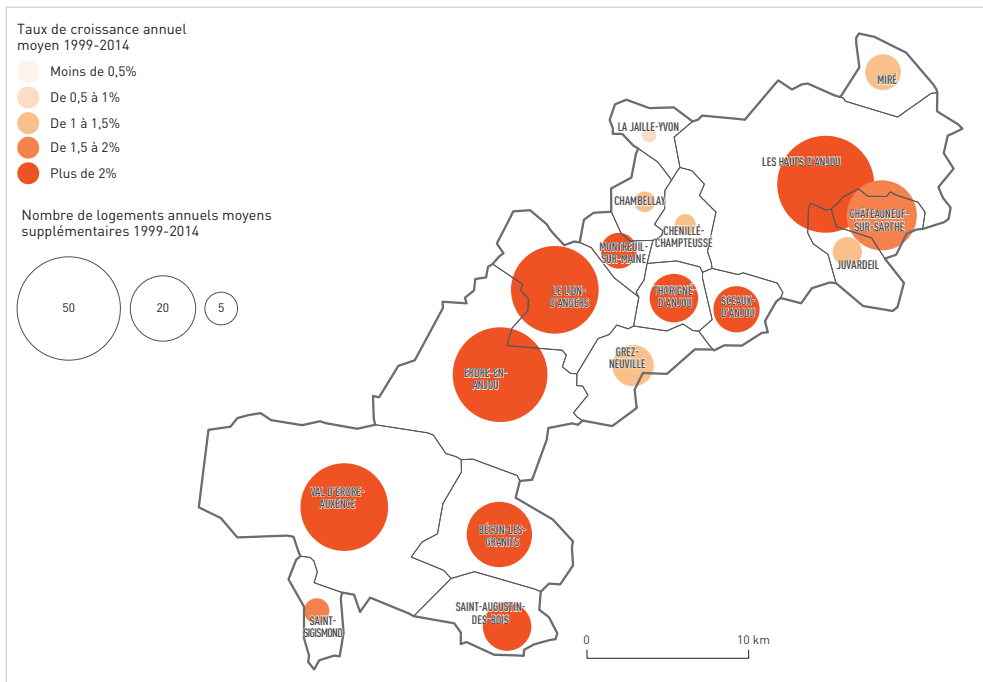 Taux de croissance annuel
moyen 1999-2014
Moins de 0,5%
De 0,5 à 1%
De 1 à 1,5%
De 1,5 à 2%
Plus de 2%
Nombre de logements annuels moyens
supplémentaires 1999-2014
50
20
5
MIRÉ
LA JAILLE-YVON
LES HAUTS D'ANJOU
CHAMBELLAY
CHÂTEAUNEUF-
SUR-SARTHE
CHENILLÉ-
CHAMPTEUSSE
MONTREUIL-
SUR-MAINE
JUVARDEIL
LE LION-
D'ANGERS
THORIGNÉ-
D'ANJOU
SCEAUX-
D'ANJOU
GREZ-
NEUVILLE
ERDRE-EN-
ANJOU
VAL D'ERDRE-
AUXENCE
BÉCON-LES-
GRANITS
SAINT-AUGUSTIN-
DES-BOIS
SAINT-
SIGISMOND
0
10 km